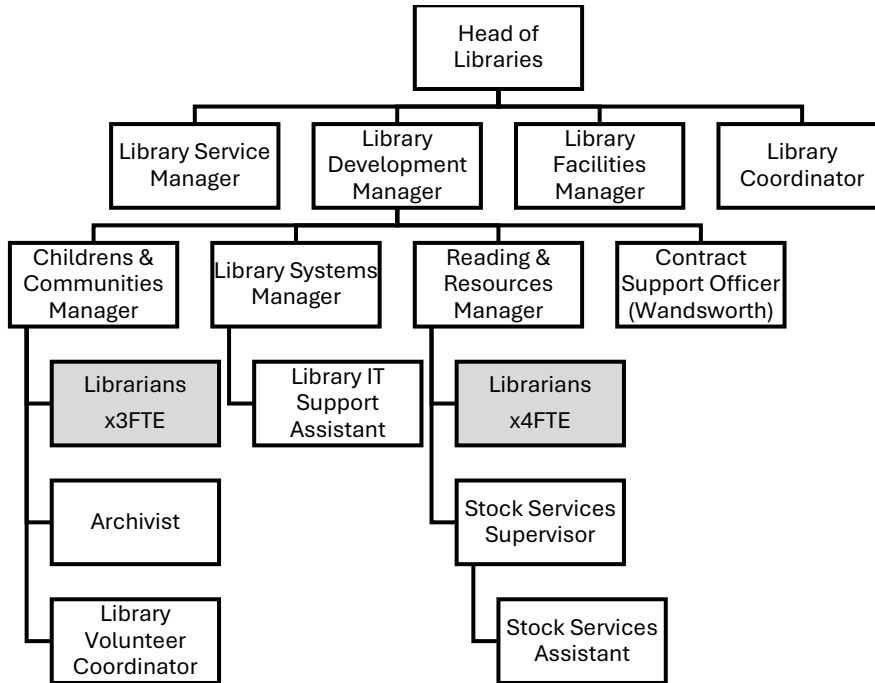 Head of
Libraries
Library Service
Manager
Library
Development
Manager
Library
Facilities
Manager
Library
Coordinator
Childrens &
Communities
Manager
Library Systems
Manager
Reading &
Resources
Manager
Contract
Support Officer
(Wandsworth)
Librarians
x3FTE
Library IT
Support
Assistant
Librarians
x4FTE
Archivist
Stock Services
Supervisor
Library
Volunteer
Coordinator
Stock Services
Assistant